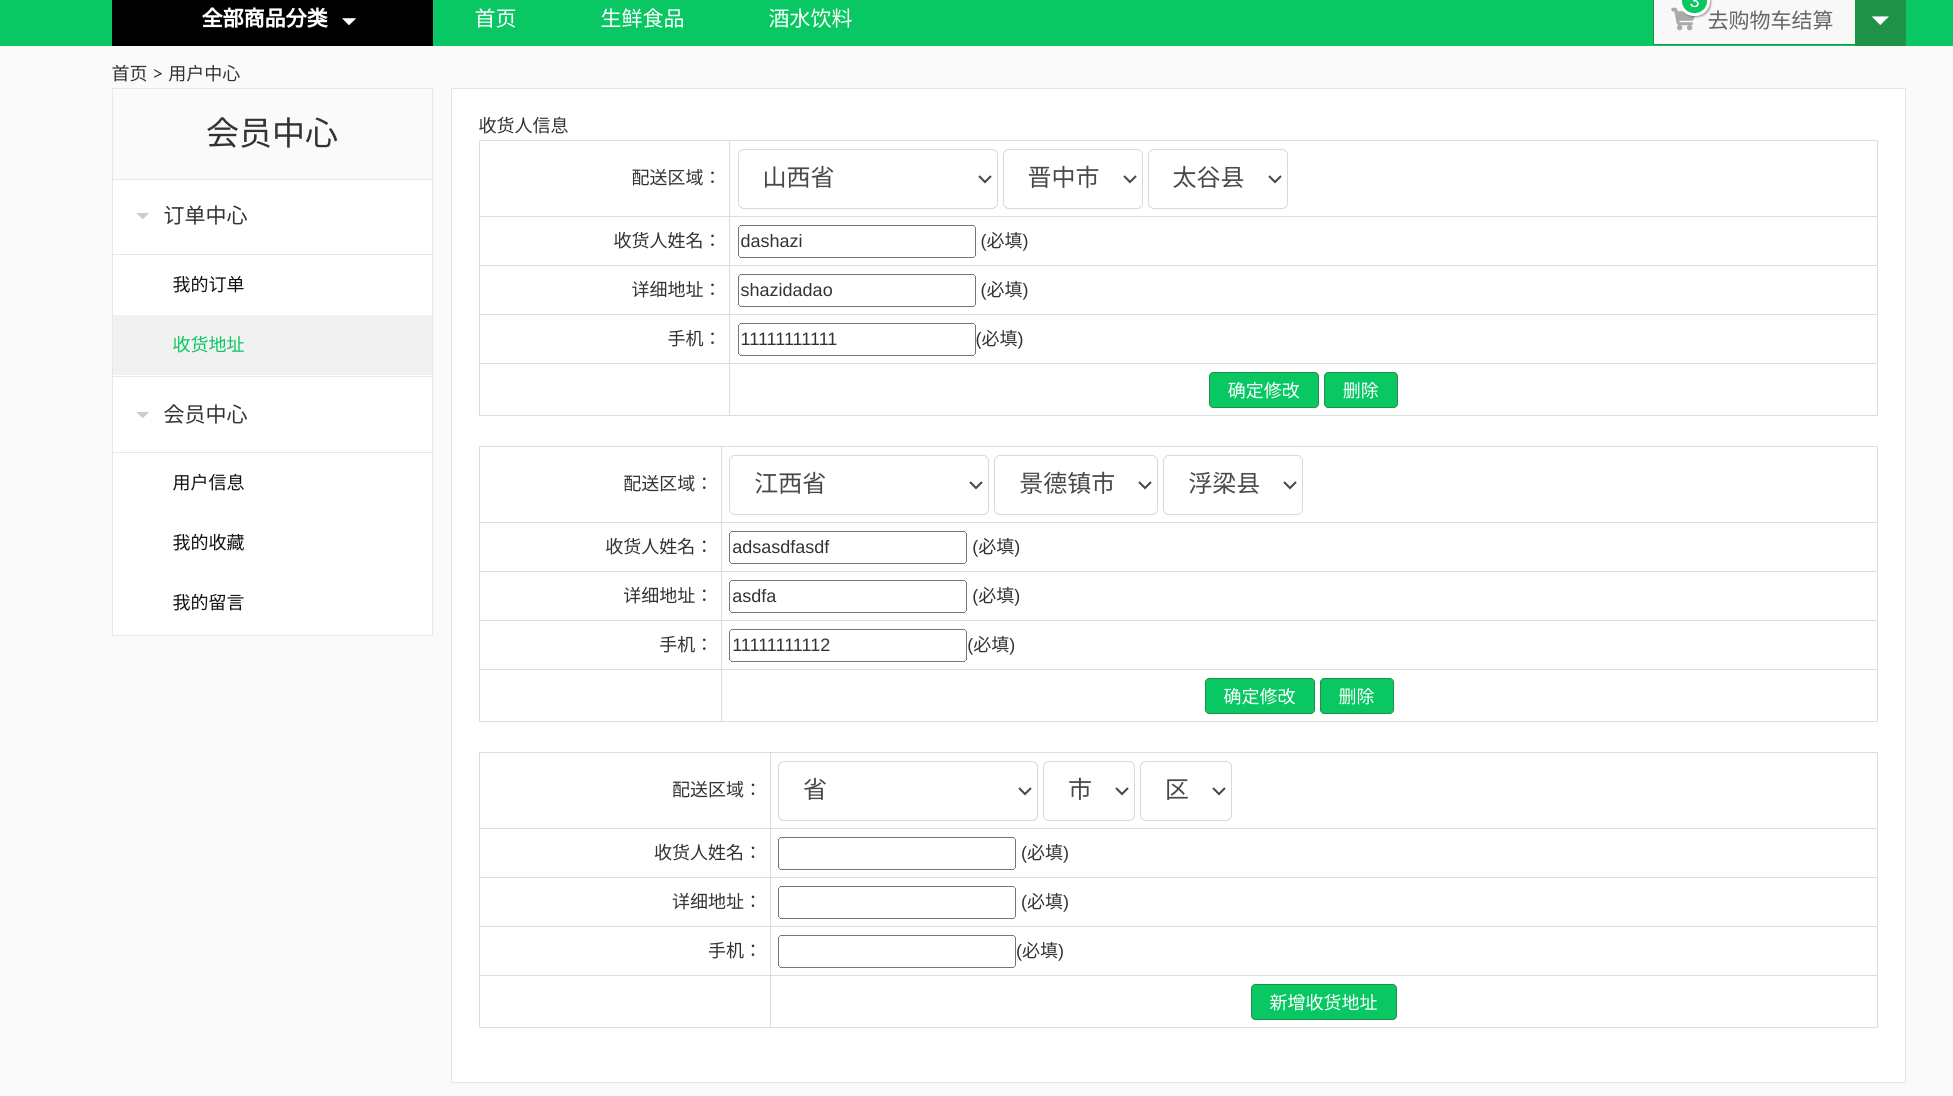 全部商品分类
首页 生鲜食品 酒水饮料
3
去购物车结算
首页 > 用户中心
会员中心
订单中心
我的订单
收货地址
会员中心
用户信息
我的收藏
我的留言
收货人信息
配送区域： 山西省 晋中市 太谷县
收货人姓名： dashazi (必填)
详细地址： shazidadao (必填)
手机： 11111111111 (必填)
确定修改 删除
配送区域： 江西省 景德镇市 浮梁县
收货人姓名： adsasdfasdf (必填)
详细地址： asdfa (必填)
手机： 11111111112 (必填)
确定修改 删除
配送区域： 省 市 区
收货人姓名： (必填)
详细地址： (必填)
手机： (必填)
新增收货地址